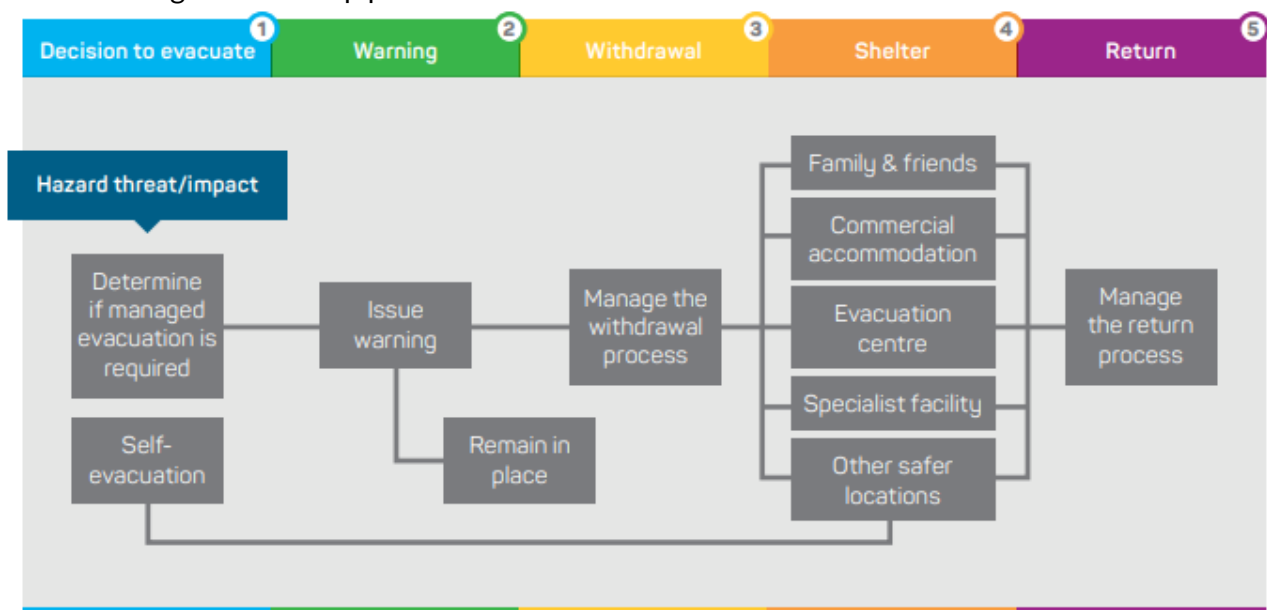 1
2
3
4
5
Decision to evacuate
Warning
Withdrawal
Shelter
Return
Hazard threat/impact
Determine
if managed
evacuation is
required
Self-
evacuation
Issue
warning
Remain in
place
Manage the
withdrawal
process
Family & friends
Commercial
accommodation
Evacuation
centre
Specialist facility
Other safer
locations
Manage
the return
process